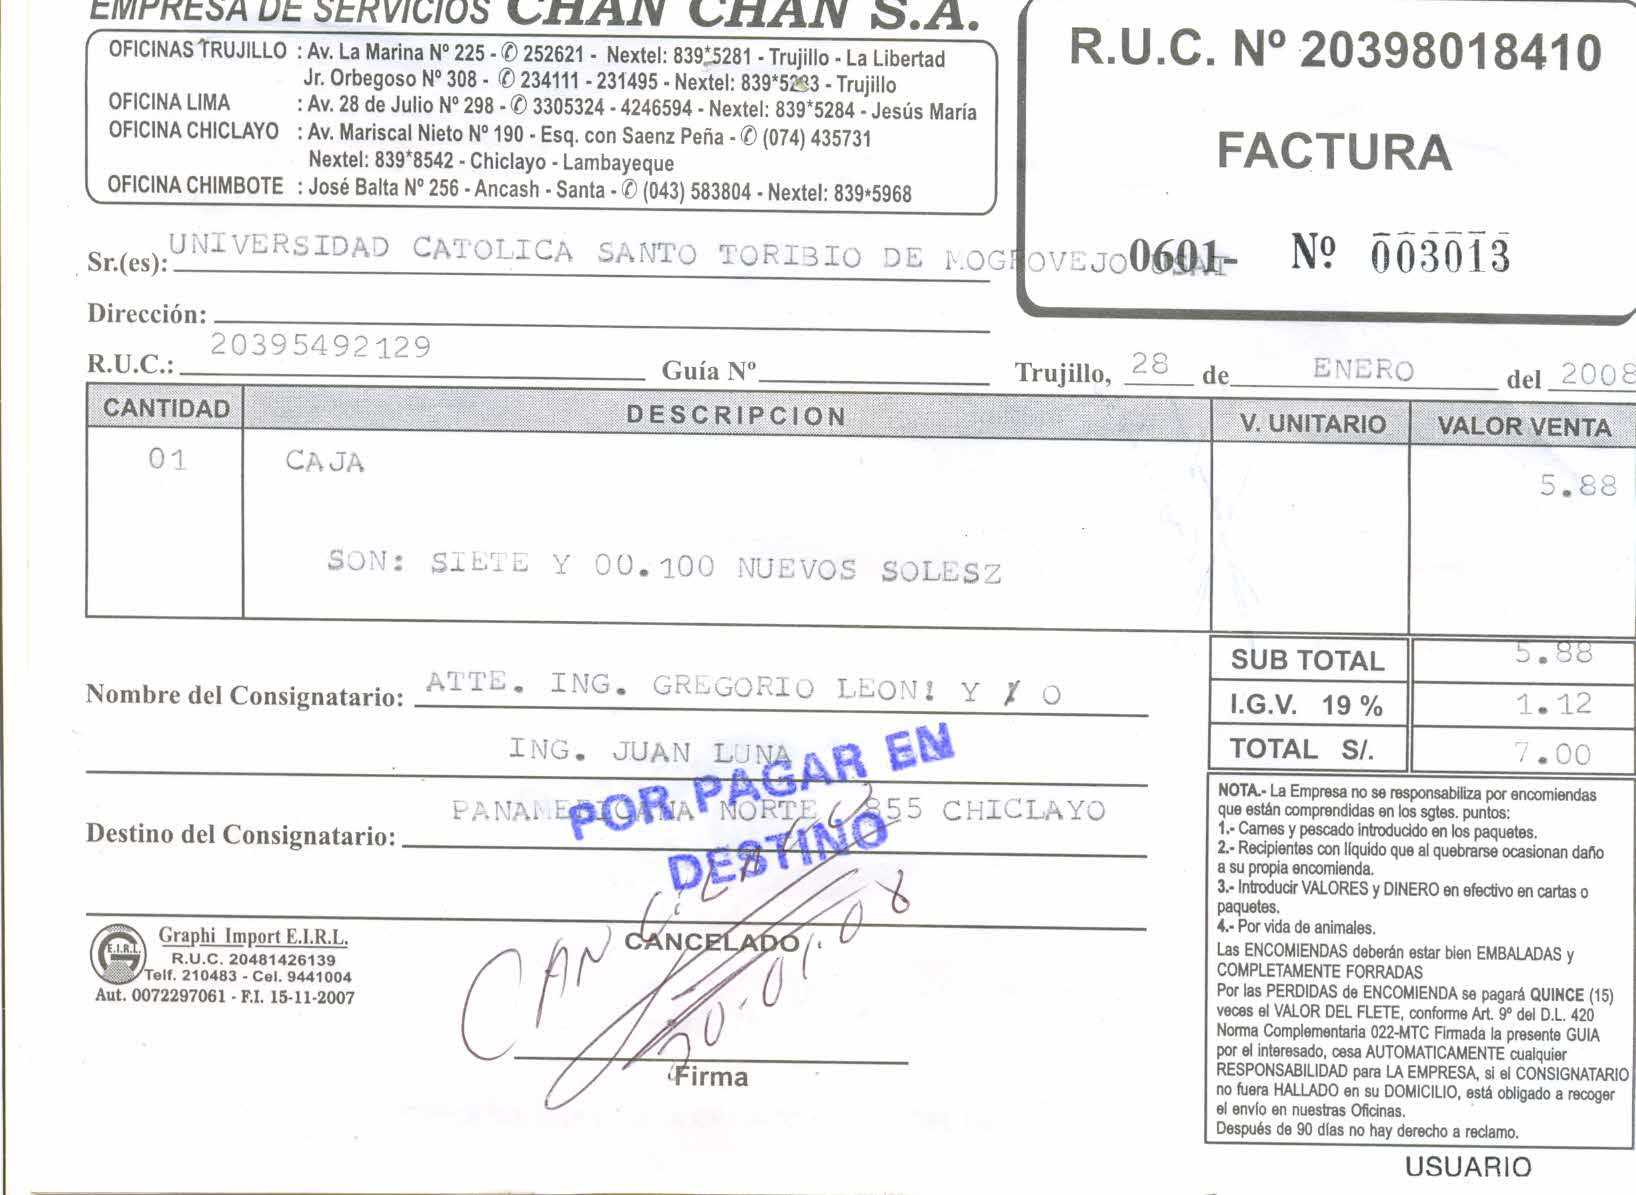 EMPRESA DE SERVICIOS CHAN CHAN S.A.
OFICINAS TRUJILLO : Av. La Marina Nº 225 - ✆ 252621 - Nextel: 839*5281 - Trujillo - La Libertad
Jr. Orbegoso Nº 308 - ✆ 234111 - 231495 - Nextel: 839*5283 - Trujillo
OFICINA LIMA : Av. 28 de Julio Nº 298 - ✆ 3305324 - 4246594 - Nextel: 839*5284 - Jesús María
OFICINA CHICLAYO : Av. Mariscal Nieto Nº 190 - Esq. con Saenz Peña - ✆ (074) 435731
Nextel: 839*8542 - Chiclayo - Lambayeque
OFICINA CHIMBOTE : José Balta Nº 256 - Ancash - Santa - ✆ (043) 583804 - Nextel: 839*5968
R.U.C. Nº 20398018410
FACTURA
0601- Nº 003013
Sr.(es): UNIVERSIDAD CATOLICA SANTO TORIBIO DE MOGROVEJO USAT
Dirección:
R.U.C.: 20395492129 Guía Nº Trujillo, 28 de ENERO del 2008
CANTIDAD DESCRIPCION V. UNITARIO VALOR VENTA
01 CAJA 5.88
SON: SIETE Y 00.100 NUEVOS SOLESZ
SUB TOTAL 5.88
I.G.V. 19 % 1.12
TOTAL S/. 7.00
Nombre del Consignatario: ATTE. ING. GREGORIO LEON! Y / O
ING. JUAN LUNA
POR PAGAR EN
DESTINO
Destino del Consignatario: PANAMERICANA NORTE 855 CHICLAYO
CANCELADO
CANCELADO
30-01-08
Firma
Graphi Import E.I.R.L.
E.I.R.L.
R.U.C. 20481426139
Telf. 210483 - Cel. 9441004
Aut. 0072297061 - F.I. 15-11-2007
NOTA.- La Empresa no se responsabiliza por encomiendas
que están comprendidas en los sgtes. puntos:
1.- Carnes y pescado introducido en los paquetes.
2.- Recipientes con líquido que al quebrarse ocasionan daño
a su propia encomienda.
3.- Introducir VALORES y DINERO en efectivo en cartas o
paquetes.
4.- Por vida de animales.
Las ENCOMIENDAS deberán estar bien EMBALADAS y
COMPLETAMENTE FORRADAS
Por las PERDIDAS de ENCOMIENDA se pagará QUINCE (15)
veces el VALOR DEL FLETE, conforme Art. 9º del D.L. 420
Norma Complementaria 022-MTC Firmada la presente GUIA
por el interesado, cesa AUTOMATICAMENTE cualquier
RESPONSABILIDAD para LA EMPRESA, si el CONSIGNATARIO
no fuera HALLADO en su DOMICILIO, está obligado a recoger
el envío en nuestras Oficinas.
Después de 90 días no hay derecho a reclamo.
USUARIO